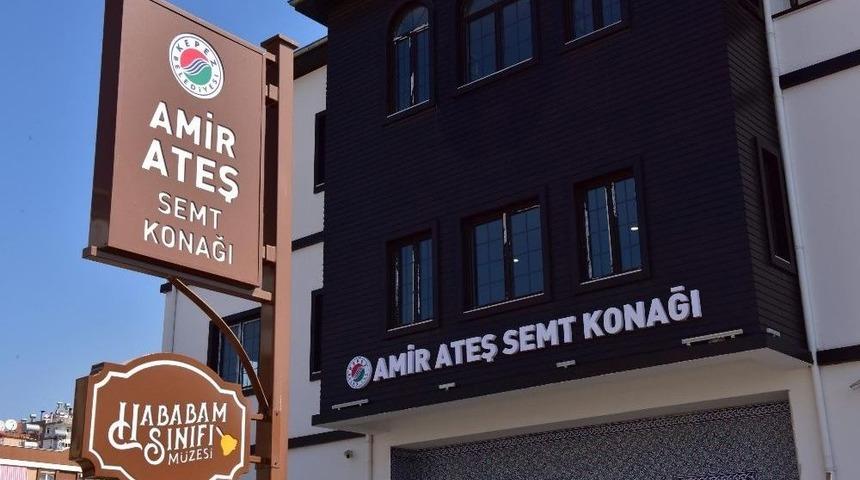 KEPEZ
BELEDİYESİ
AMİR
ATEŞ
SEMT
KONAĞI
AMİR ATEŞ SEMT KONAĞI
HABABAM
SINIFI
MÜZESİ